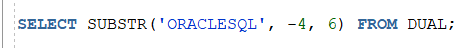 SELECT SUBSTR('ORACLESQL', -4, 6) FROM DUAL;